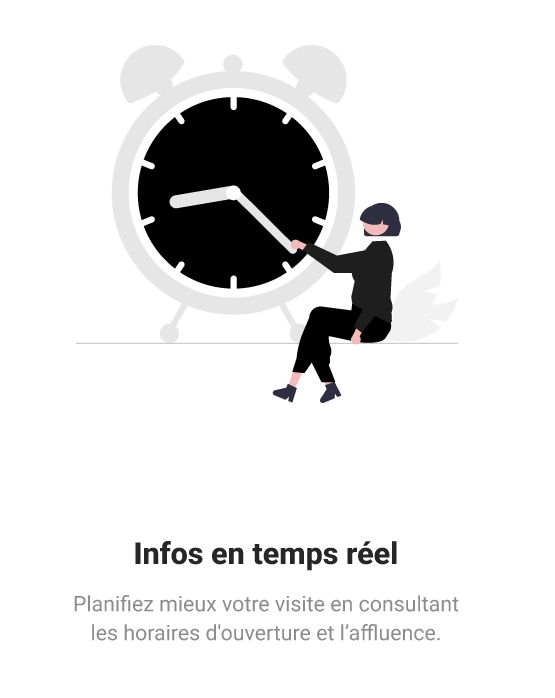 Infos en temps réel
Planifiez mieux votre visite en consultant
les horaires d'ouverture et l’affluence.